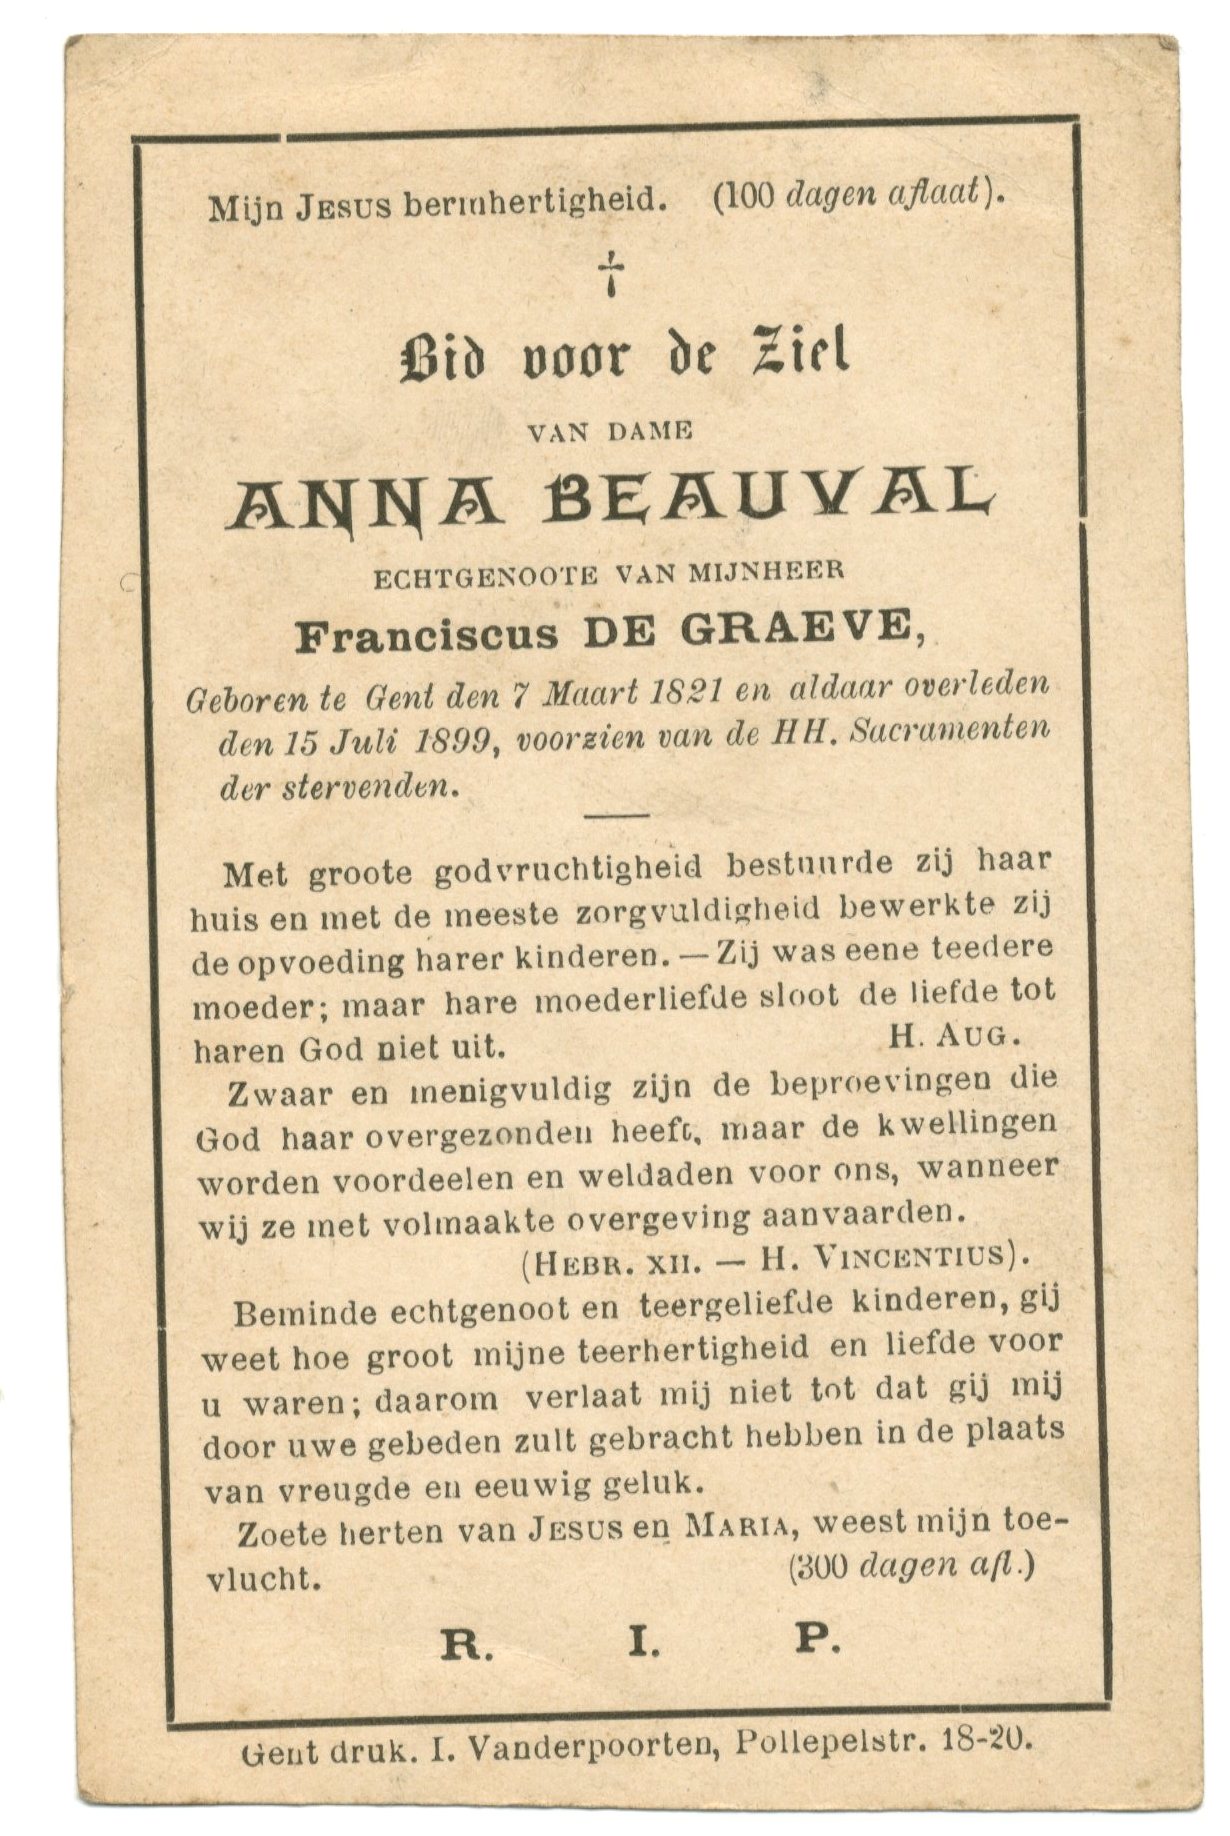 Mijn JESUS bermhertigheid. (100 dagen aflaat).
†
Bid voor de Ziel
VAN DAME
ANNA BEAUVAL
ECHTGENOOTE VAN MIJNHEER
Franciscus DE GRAEVE,
Geboren te Gent den 7 Maart 1821 en aldaar overleden
den 15 Juli 1899, voorzien van de HH. Sacramenten
der stervenden.
Met groote godvruchtigheid bestuurde zij haar
huis en met de meeste zorgvuldigheid bewerkte zij
de opvoeding harer kinderen. — Zij was eene teedere
moeder; maar hare moederliefde sloot de liefde tot
haren God niet uit. H. AUG.
Zwaar en menigvuldig zijn de beproevingen die
God haar overgezonden heeft, maar de kwellingen
worden voordeelen en weldaden voor ons, wanneer
wij ze met volmaakte overgeving aanvaarden.
(HEBR. XII. — H. VINCENTIUS).
Beminde echtgenoot en teergeliefde kinderen, gij
weet hoe groot mijne teerhertigheid en liefde voor
u waren; daarom verlaat mij niet tot dat gij mij
door uwe gebeden zult gebracht hebben in de plaats
van vreugde en eeuwig geluk.
Zoete herten van JESUS en MARIA, weest mijn toe-
vlucht. (300 dagen afl.)
R. I. P.
Gent druk. I. Vanderpoorten, Pollepelstr. 18-20.